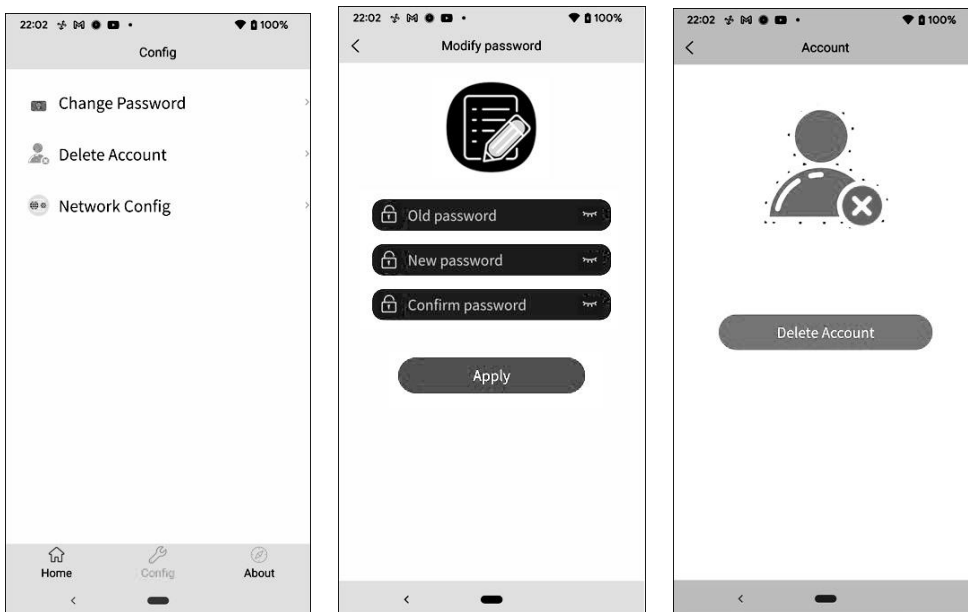 22:02 100%
Config
Change Password
Delete Account
Network Config
Home Config About
22:02 100%
Modify password
Old password
New password
Confirm password
Apply
22:02 100%
Account
Delete Account